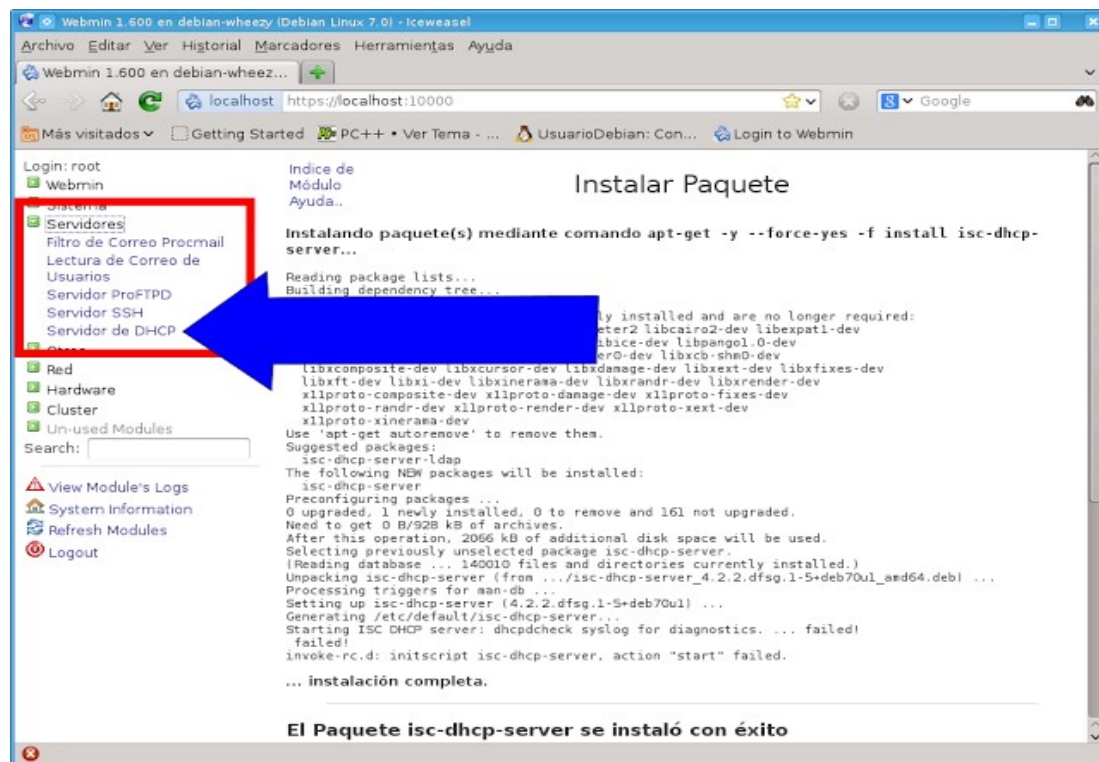 Webmin 1.600 en debian-wheezy (Debian Linux 7.0) - Iceweasel
Archivo Editar Ver Historial Marcadores Herramientas Ayuda
Webmin 1.600 en debian-wheez...
localhost https://localhost:10000 Google
Más visitados Getting Started PC++ • Ver Tema - ... UsuarioDebian: Con... Login to Webmin
Login: root
Webmin
Sistema
Servidores
Filtro de Correo Procmail
Lectura de Correo de
Usuarios
Servidor ProFTPD
Servidor SSH
Servidor de DHCP
Otros
Red
Hardware
Cluster
Un-used Modules
Search:
View Module's Logs
System Information
Refresh Modules
Logout
Indice de
Módulo
Ayuda..
Instalar Paquete
Instalando paquete(s) mediante comando apt-get -y --force-yes -f install isc-dhcp-
server...
Reading package lists...
Building dependency tree...
ly installed and are no longer required:
libcairo2-dev libexpat1-dev
libice-dev libpango1.0-dev
libxcb-shm0-dev
libxcomposite-dev libxcursor-dev libxdamage-dev libxext-dev libxfixes-dev
libxft-dev libxi-dev libxinerama-dev libxrandr-dev libxrender-dev
x11proto-composite-dev x11proto-damage-dev x11proto-fixes-dev
x11proto-randr-dev x11proto-render-dev x11proto-xext-dev
x11proto-xinerama-dev
Use 'apt-get autoremove' to remove them.
Suggested packages:
isc-dhcp-server-ldap
The following NEW packages will be installed:
isc-dhcp-server
Preconfiguring packages ...
0 upgraded, 1 newly installed, 0 to remove and 161 not upgraded.
Need to get 0 B/928 kB of archives.
After this operation, 2066 kB of additional disk space will be used.
Selecting previously unselected package isc-dhcp-server.
(Reading database ... 140010 files and directories currently installed.)
Unpacking isc-dhcp-server (from .../isc-dhcp-server_4.2.2.dfsg.1-5+deb70u1_amd64.deb) ...
Processing triggers for man-db ...
Setting up isc-dhcp-server (4.2.2.dfsg.1-5+deb70u1) ...
Generating /etc/default/isc-dhcp-server...
Starting ISC DHCP server: dhcpdcheck syslog for diagnostics. ... failed!
failed!
invoke-rc.d: initscript isc-dhcp-server, action "start" failed.
... instalación completa.
El Paquete isc-dhcp-server se instaló con éxito